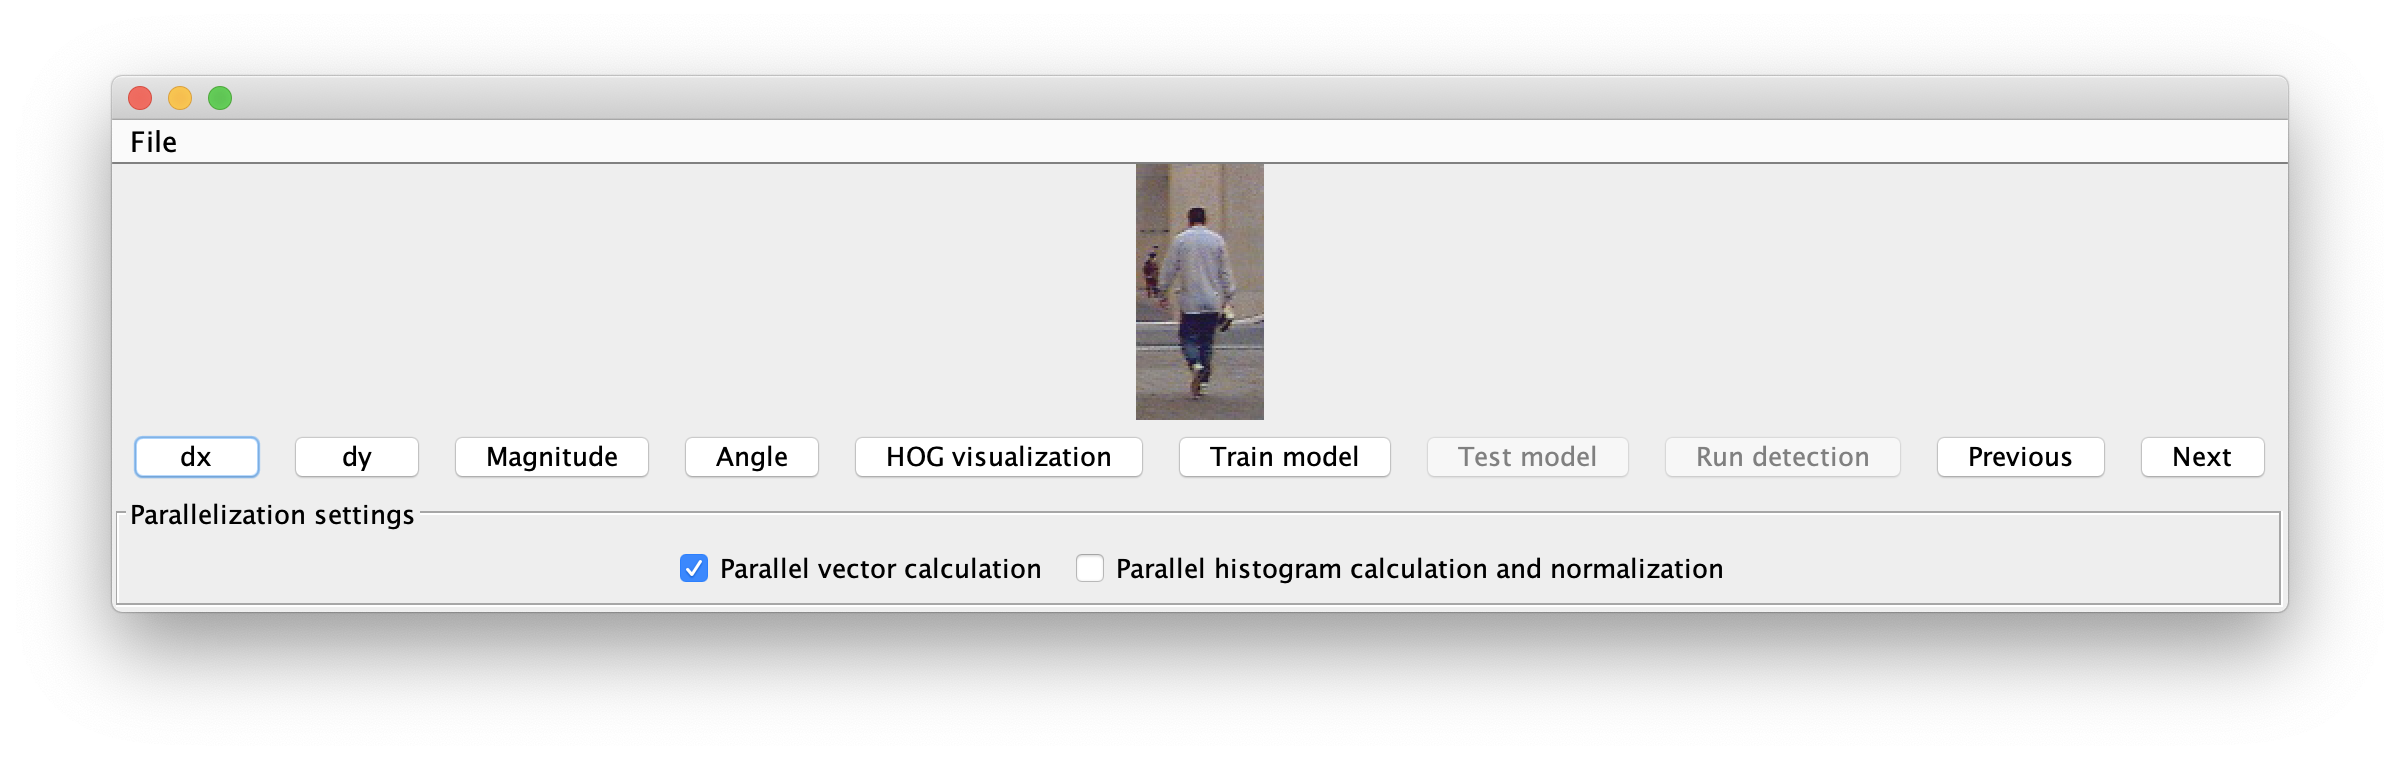 File
dx dy Magnitude Angle HOG visualization Train model Test model Run detection Previous Next
Parallelization settings
Parallel vector calculation Parallel histogram calculation and normalization